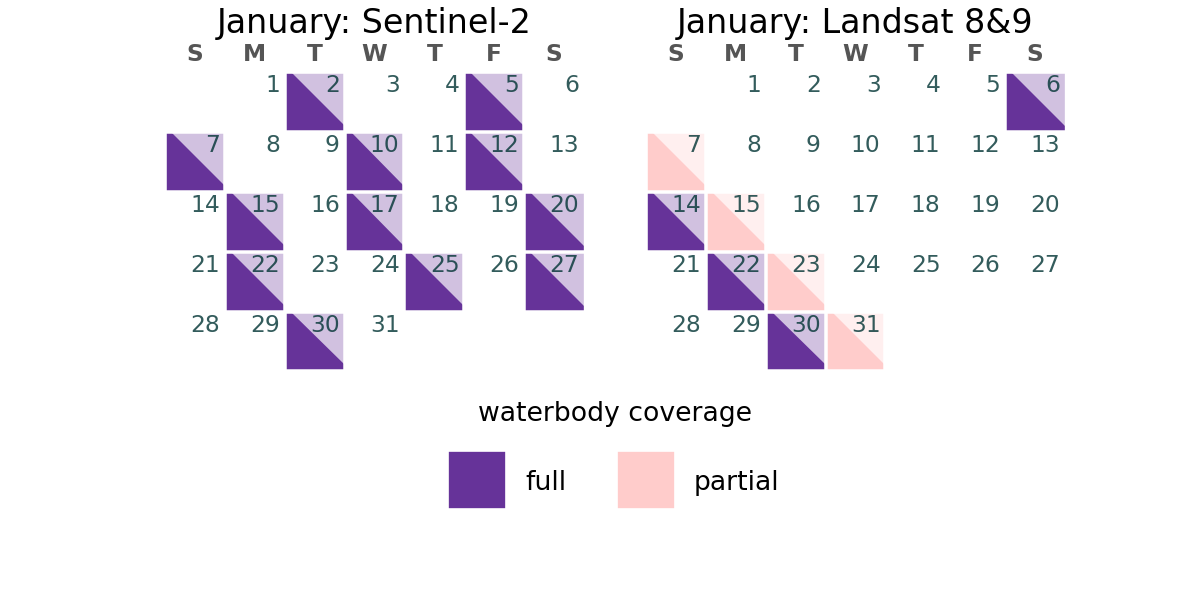 January: Sentinel-2
S M T W T F S
1 2 3 4 5 6
7 8 9 10 11 12 13
14 15 16 17 18 19 20
21 22 23 24 25 26 27
28 29 30 31
January: Landsat 8&9
S M T W T F S
1 2 3 4 5 6
7 8 9 10 11 12 13
14 15 16 17 18 19 20
21 22 23 24 25 26 27
28 29 30 31
waterbody coverage
full partial